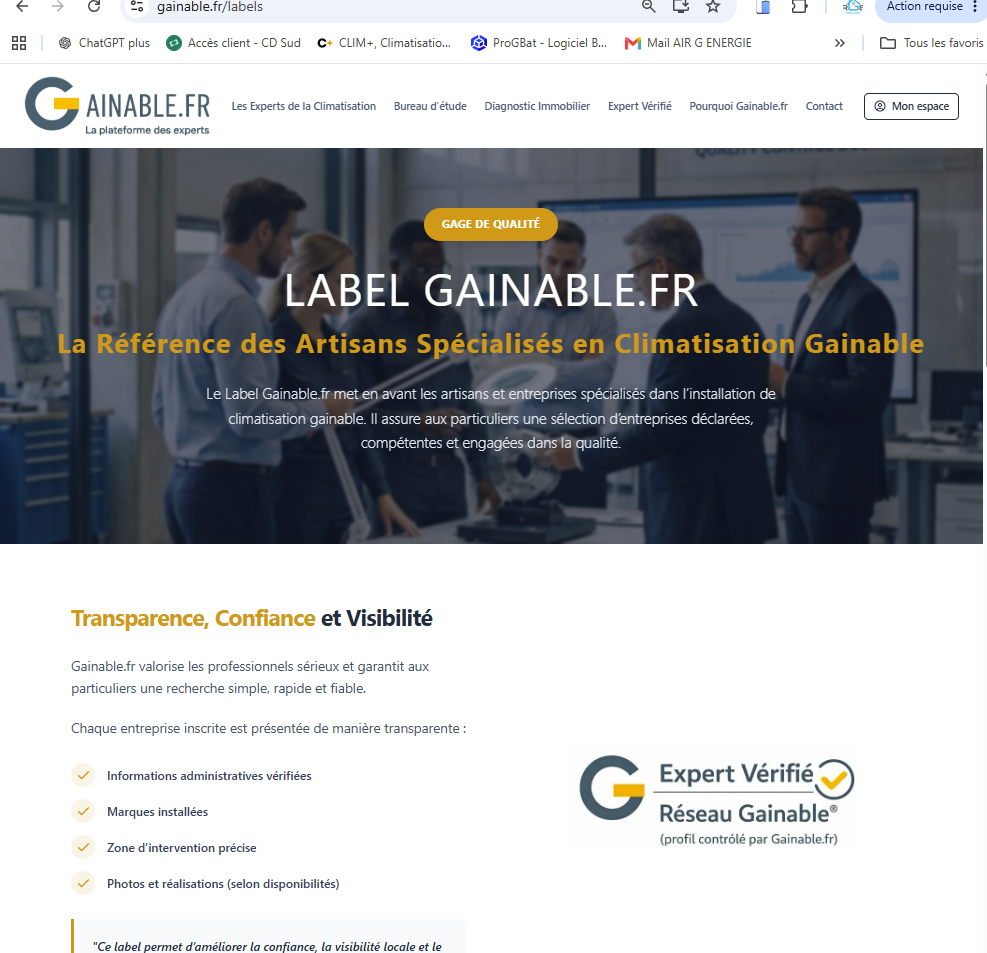 gainable.fr/labels
Action requise
ChatGPT plus
Accès client - CD Sud
CLIM+, Climatisatio...
ProGBat - Logiciel B...
Mail AIR G ENERGIE
Tous les favoris
GAINABLE.FR
La plateforme des experts
Les Experts de la Climatisation
Bureau d'étude
Diagnostic Immobilier
Expert Vérifié
Pourquoi Gainable.fr
Contact
Mon espace
GAGE DE QUALITÉ
LABEL GAINABLE.FR
La Référence des Artisans Spécialisés en Climatisation Gainable
Le Label Gainable.fr met en avant les artisans et entreprises spécialisés dans l’installation de
climatisation gainable. Il assure aux particuliers une sélection d’entreprises déclarées,
compétentes et engagées dans la qualité.
Transparence, Confiance et Visibilité
Gainable.fr valorise les professionnels sérieux et garantit aux
particuliers une recherche simple, rapide et fiable.
Chaque entreprise inscrite est présentée de manière transparente :
Informations administratives vérifiées
Marques installées
Zone d’intervention précise
Photos et réalisations (selon disponibilités)
G Expert Vérifié
Réseau Gainable®
(profil contrôlé par Gainable.fr)
"Ce label permet d’améliorer la confiance, la visibilité locale et le